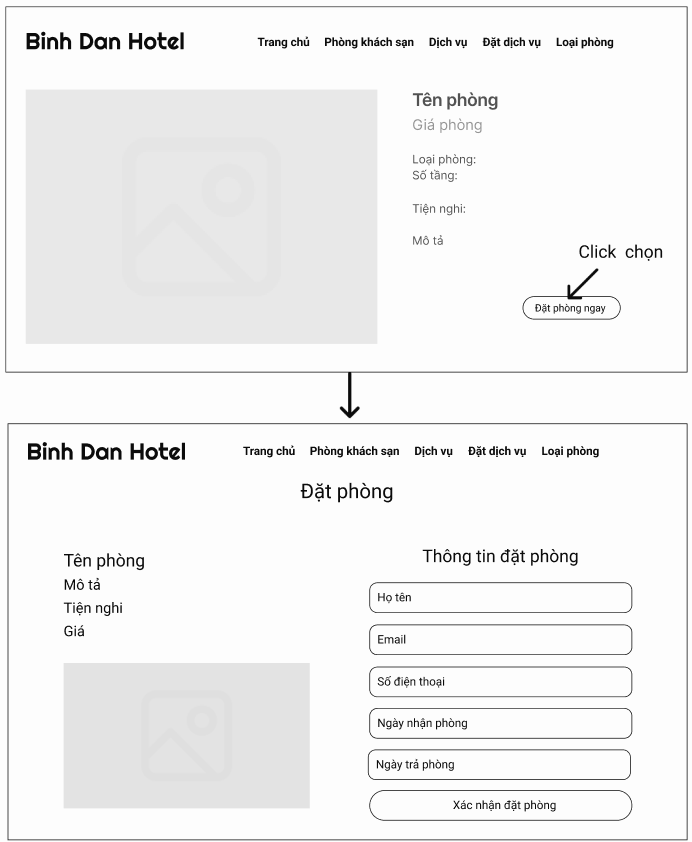 Binh Dan Hotel
Trang chủ Phòng khách sạn Dịch vụ Đặt dịch vụ Loại phòng
Tên phòng
Giá phòng
Loại phòng:
Số tầng:
Tiện nghi:
Mô tả
Click chọn
Đặt phòng ngay
Binh Dan Hotel
Trang chủ Phòng khách sạn Dịch vụ Đặt dịch vụ Loại phòng
Đặt phòng
Tên phòng
Mô tả
Tiện nghi
Giá
Thông tin đặt phòng
Họ tên
Email
Số điện thoại
Ngày nhận phòng
Ngày trả phòng
Xác nhận đặt phòng